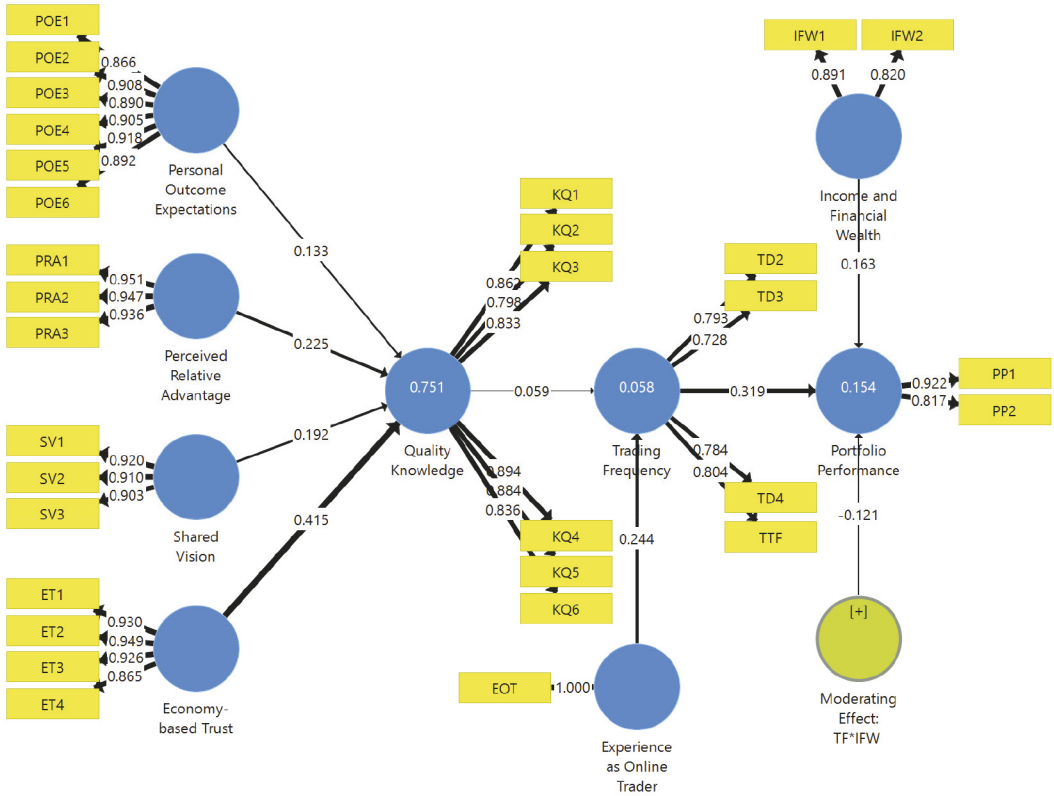 POE1
POE2
POE3
POE4
POE5
POE6
0.866
0.908
0.890
0.905
0.918
0.892
Personal
Outcome
Expectations
PRA1
PRA2
PRA3
0.951
0.947
0.936
Perceived
Relative
Advantage
SV1
SV2
SV3
0.920
0.910
0.903
Shared
Vision
ET1
ET2
ET3
ET4
0.930
0.949
0.926
0.865
Economy-
based Trust
0.133
0.225
0.192
0.415
KQ1
KQ2
KQ3
0.862
0.798
0.833
0.751
Quality
Knowledge
0.894
0.884
0.836
KQ4
KQ5
KQ6
0.059
TD2
TD3
0.793
0.728
0.058
Trading
Frequency
0.784
0.804
TD4
TTF
0.244
EOT
1.000
Experience
as Online
Trader
0.319
IFW1
IFW2
0.891
0.820
Income and
Financial
Wealth
0.163
0.154
Portfolio
Performance
0.922
0.817
PP1
PP2
-0.121
[+]
Moderating
Effect:
TF*IFW